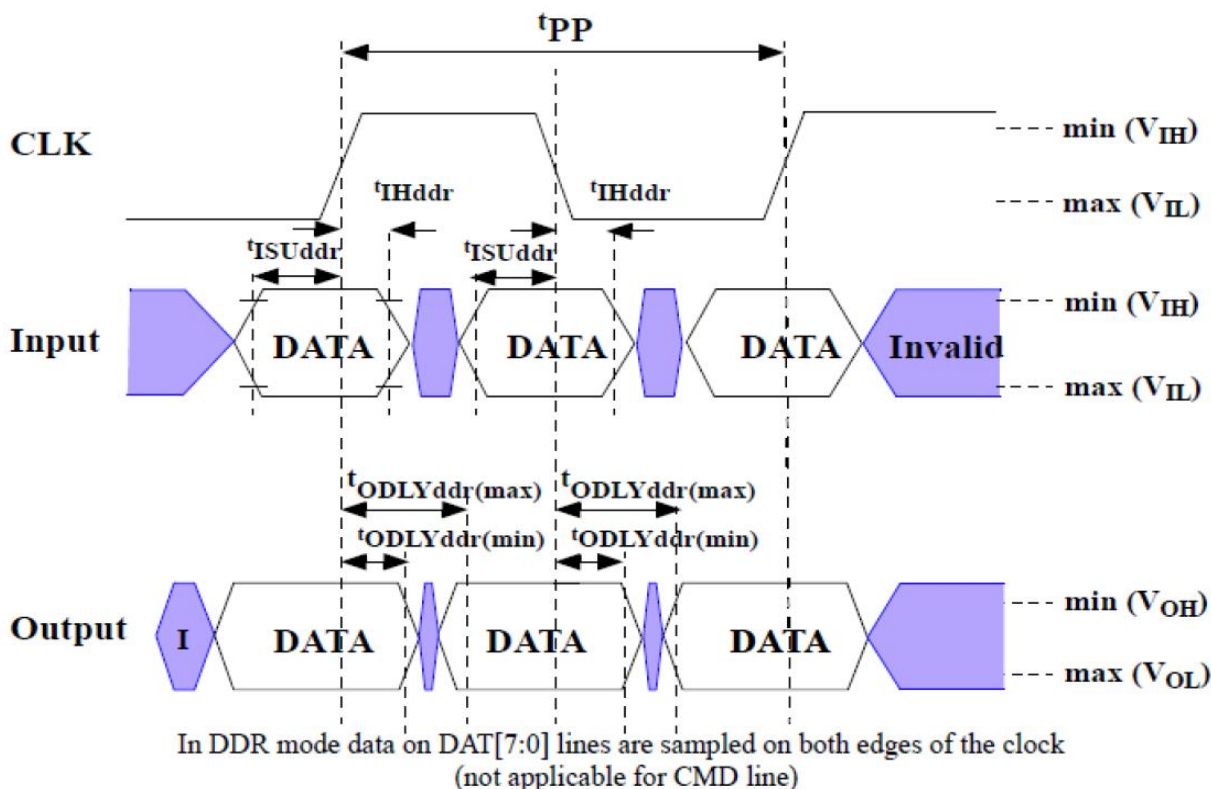 tPP
CLK
min (VIH)
tIHddr
tIHddr
max (VIL)
tISUddr
tISUddr
Input
DATA
DATA
DATA
Invalid
min (VIH)
max (VIL)
tODLYddr(max)
tODLYddr(max)
tODLYddr(min)
tODLYddr(min)
Output
I
DATA
DATA
DATA
min (VOH)
max (VOL)
In DDR mode data on DAT[7:0] lines are sampled on both edges of the clock
(not applicable for CMD line)